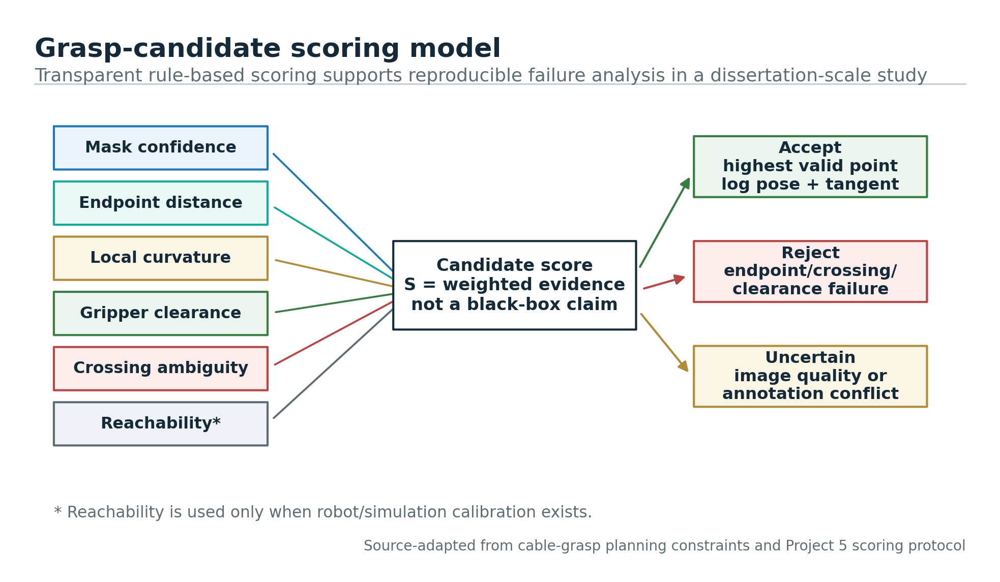 Grasp-candidate scoring model
Transparent rule-based scoring supports reproducible failure analysis in a dissertation-scale study
Mask confidence
Endpoint distance
Local curvature
Gripper clearance
Crossing ambiguity
Reachability*
Candidate score
S = weighted evidence
not a black-box claim
Accept
highest valid point
log pose + tangent
Reject
endpoint/crossing/
clearance failure
Uncertain
image quality or
annotation conflict
* Reachability is used only when robot/simulation calibration exists.
Source-adapted from cable-grasp planning constraints and Project 5 scoring protocol